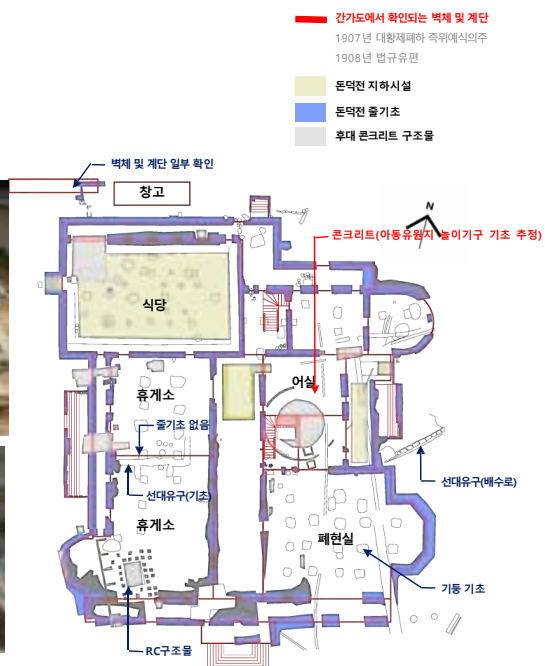 간가도에서 확인되는 벽체 및 계단
1907년 대황제폐하 즉위예식의주
1908년 법규유편
돈덕전 지하시설
돈덕전 줄기초
후대 콘크리트 구조물
벽체 및 계단 일부 확인
창고
N
콘크리트(아동유원지 놀이기구 기초 추정)
식당
어실
휴게소
줄기초 없음
선대유구(배수로)
선대유구(기초)
휴게소
폐현실
기둥 기초
RC구조물